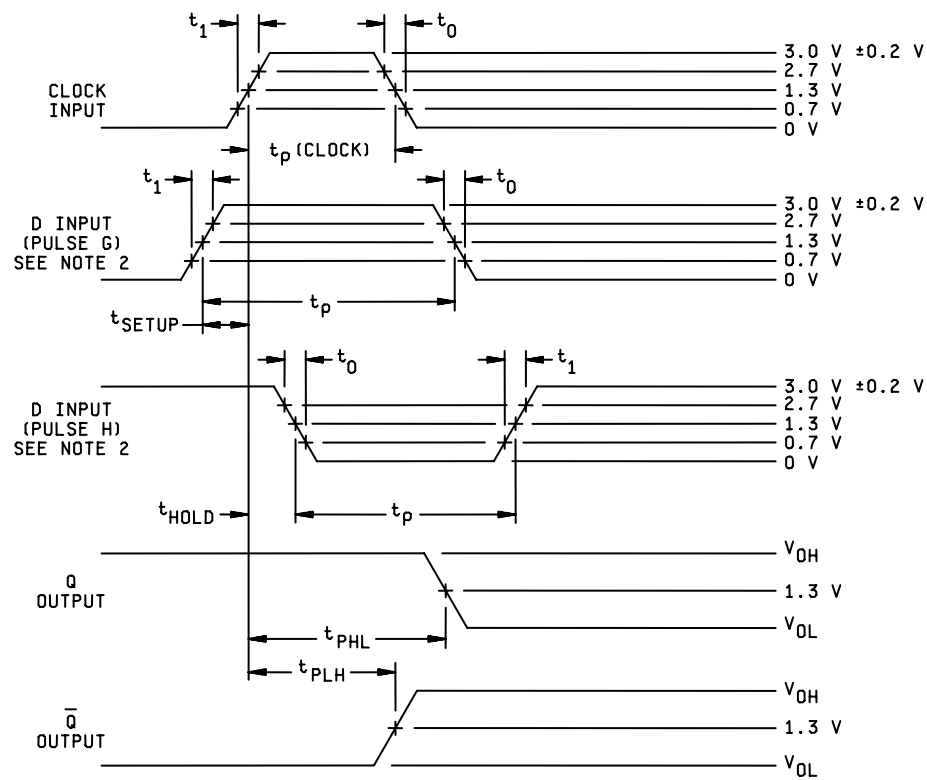 t1 t0
3.0 V ±0.2 V
2.7 V
CLOCK INPUT
1.3 V
0.7 V
0 V
tp (CLOCK)
t1 t0
3.0 V ±0.2 V
D INPUT
(PULSE G)
SEE NOTE 2
2.7 V
1.3 V
0.7 V
0 V
tp
tSETUP
t0 t1
3.0 V ±0.2 V
D INPUT
(PULSE H)
SEE NOTE 2
2.7 V
1.3 V
0.7 V
0 V
tHOLD
tp
VOH
Q
OUTPUT
1.3 V
VOL
tPHL
tPLH
VOH
Q̅
OUTPUT
1.3 V
VOL